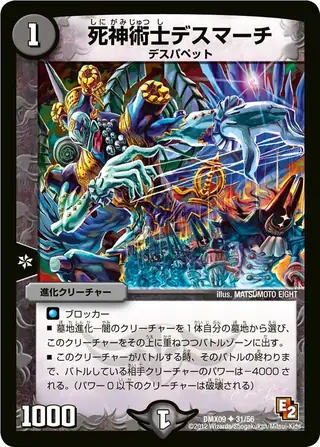 1
しにがみじゅつし
死神術士デスマーチ
デスパペット
illus. MATSUMOTO EIGHT
進化クリーチャー
ブロッカー
■ 墓地進化-闇のクリーチャーを1体自分の墓地から選び、
このクリーチャーをその上に重ねつつバトルゾーンに出す。
■ このクリーチャーがバトルする時、そのバトルの終わりま
で、バトルしている相手クリーチャーのパワーは-4000さ
れる。(パワー0以下のクリーチャーは破壊される)
1000
1
DMX09 ◆ 31/56
©2012 Wizards/Shogakukan/Mitsui-Kids
E2